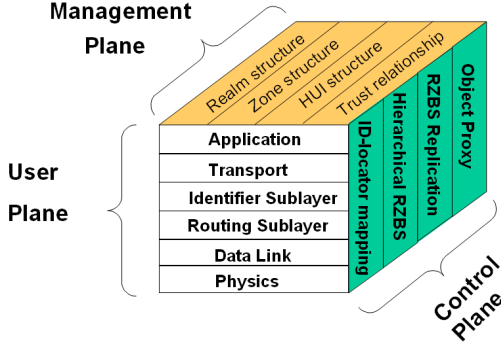 Management
Plane
Realm structure
Zone structure
HUI structure
Trust relationship
User
Plane
Application
Transport
Identifier Sublayer
Routing Sublayer
Data Link
Physics
ID-locator mapping
Hierarchical RZBS
RZBS Replication
Object Proxy
Control
Plane